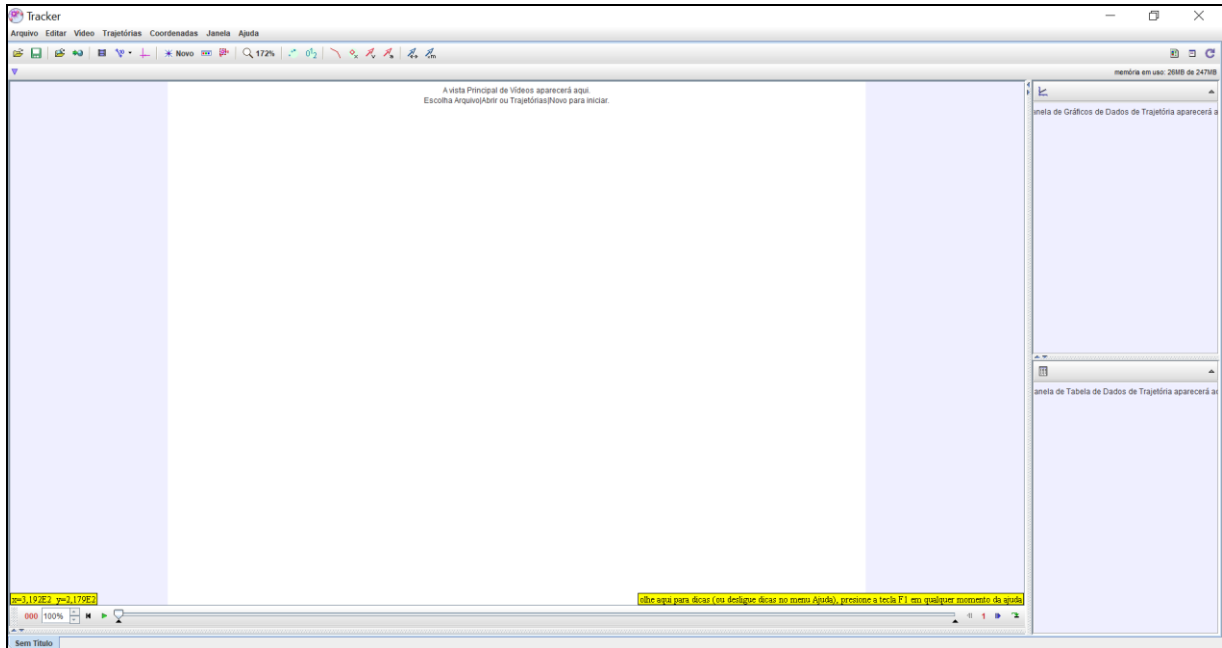 Tracker
Arquivo Editar Vídeo Trajetórias Coordenadas Janela Ajuda
Novo 172%
memória em uso: 26MB de 247MB
A vista Principal de Vídeos aparecerá aqui.
Escolha Arquivo|Abrir ou Trajetórias|Novo para iniciar.
anela de Gráficos de Dados de Trajetória aparecerá a
anela de Tabela de Dados de Trajetória aparecerá a
x=3,192E2 y=2,179E2
olhe aqui para dicas (ou desligue dicas no menu Ajuda), presione a tecla F1 em qualquer momento da ajuda
000 100% 1
Sem Título